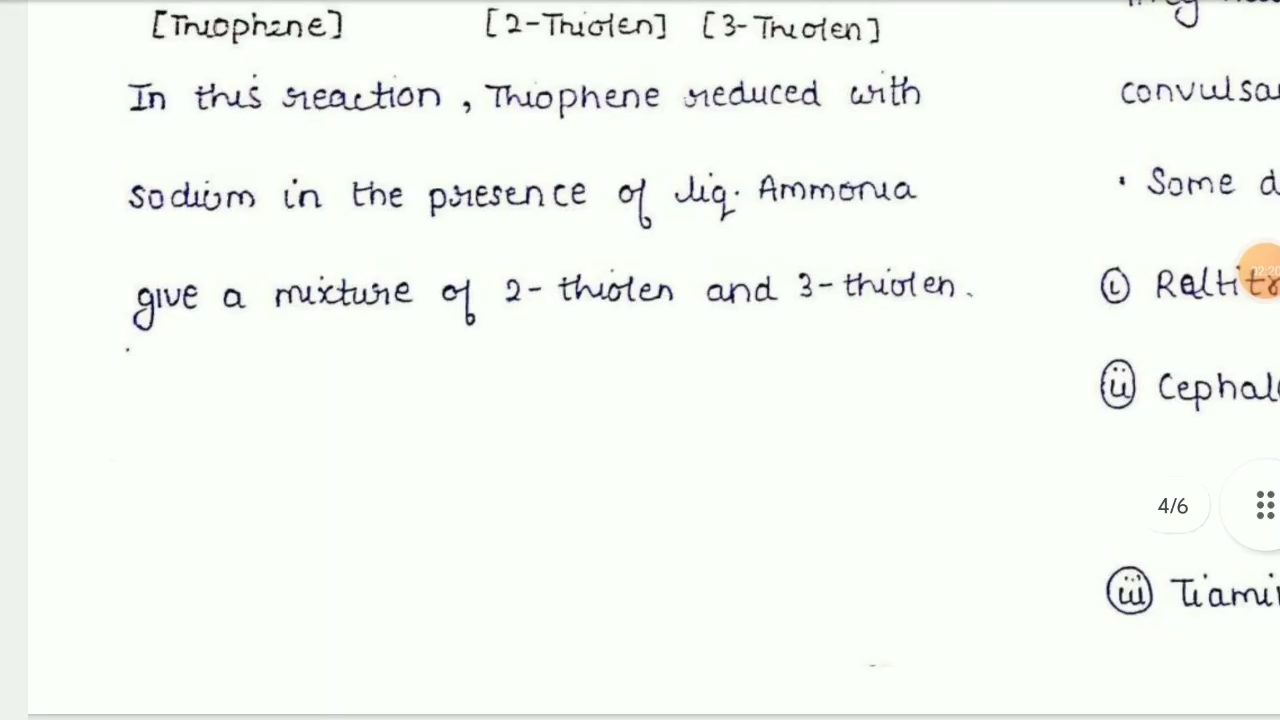 [Thiophene] [2-Thiolen] [3-Thiolen]
In this reaction, Thiophene reduced with
sodium in the presence of liq. Ammonia
give a mixture of 2-thiolen and 3-thiolen.
convulsa
• Some d
(i) Raltitr
(ii) Cephal
4/6
(iii) Tiami